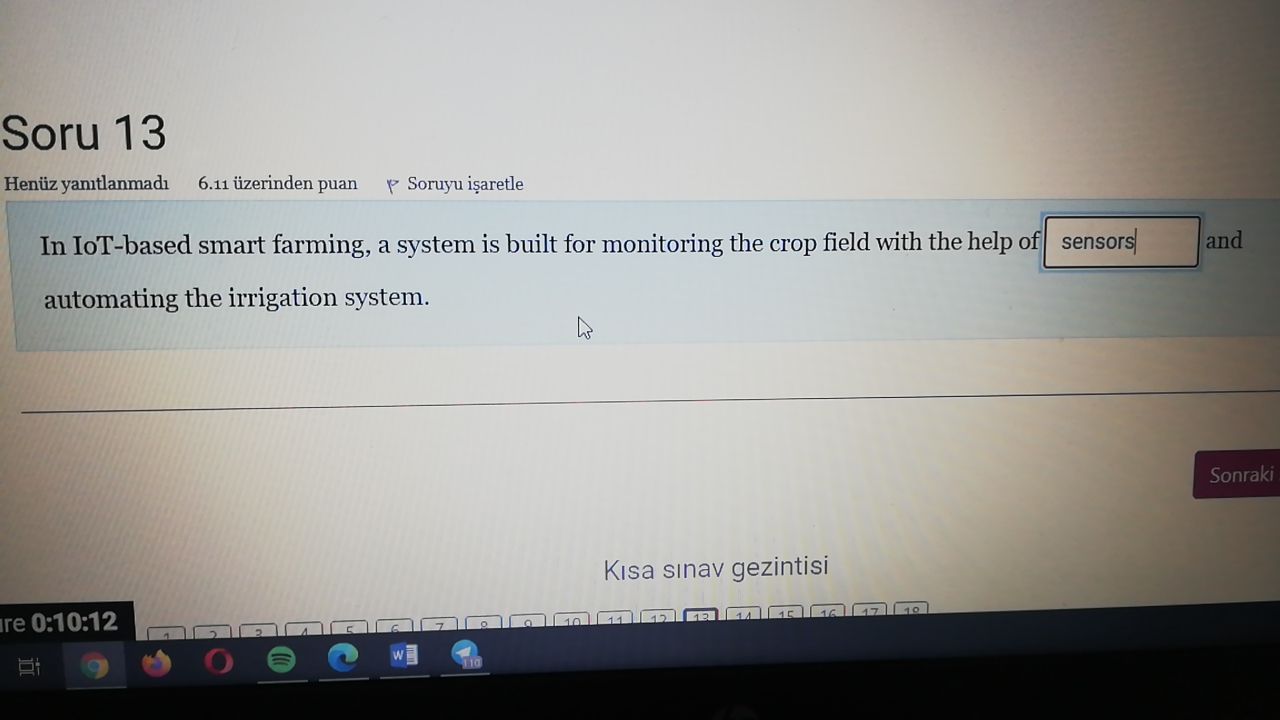 Soru 13
Henüz yanıtlanmadı 6.11 üzerinden puan Soruyu işaretle
In IoT-based smart farming, a system is built for monitoring the crop field with the help of sensors and
automating the irrigation system.
Sonraki
Kısa sınav gezintisi
0:10:12 1 2 3 4 5 6 7 8 9 10 11 12 13 14 15 16 17 18
W 110